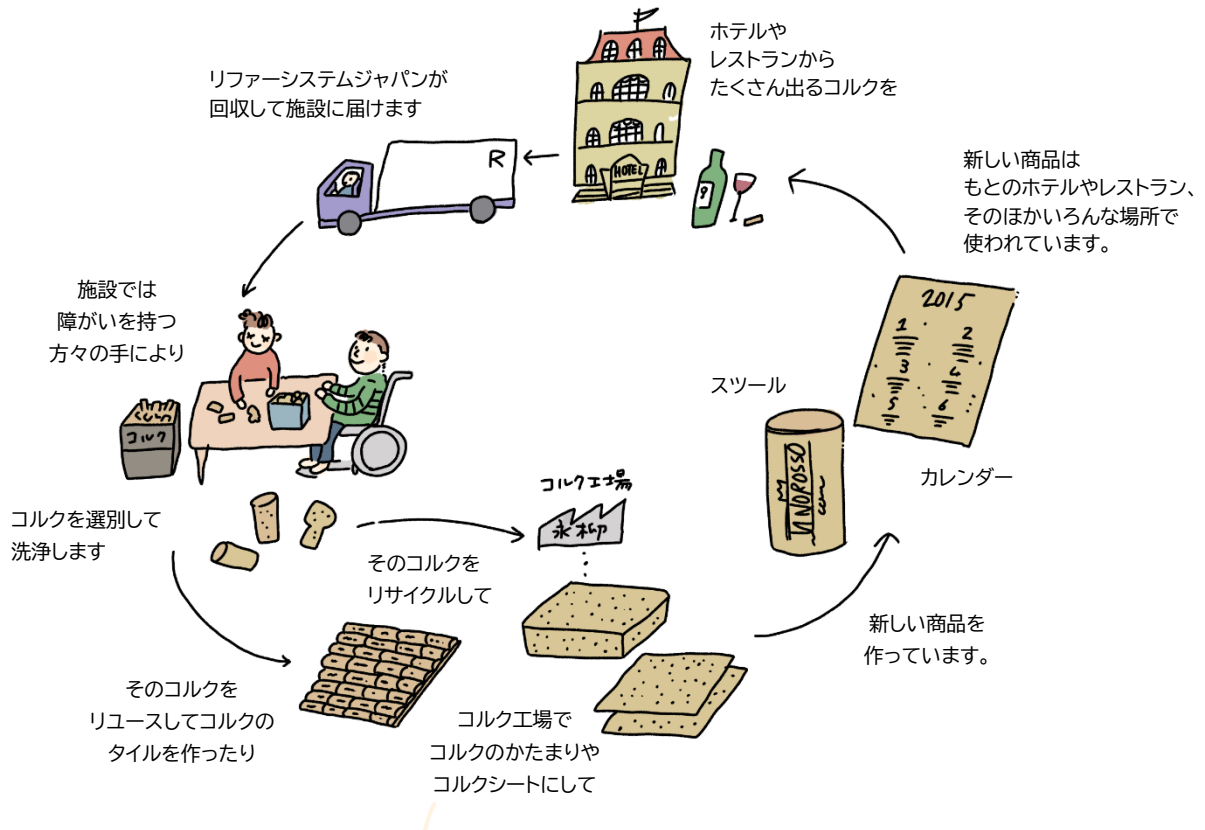 ホテルや
レストランから
たくさん出るコルクを
リファーシステムジャパンが
回収して施設に届けます
R
HOTEL
9
施設では
障がいを持つ
方々の手により
コルク
コルクを選別して
洗浄します
そのコルクを
リユースしてコルクの
タイルを作ったり
そのコルクを
リサイクルして
コルク工場
永柳
コルク工場で
コルクのかたまりや
コルクシートにして
新しい商品を
作っています。
スツール
カレンダー
2015
1 2
3 4
5 6
新しい商品は
もとのホテルやレストラン、
そのほかいろんな場所で
使われています。